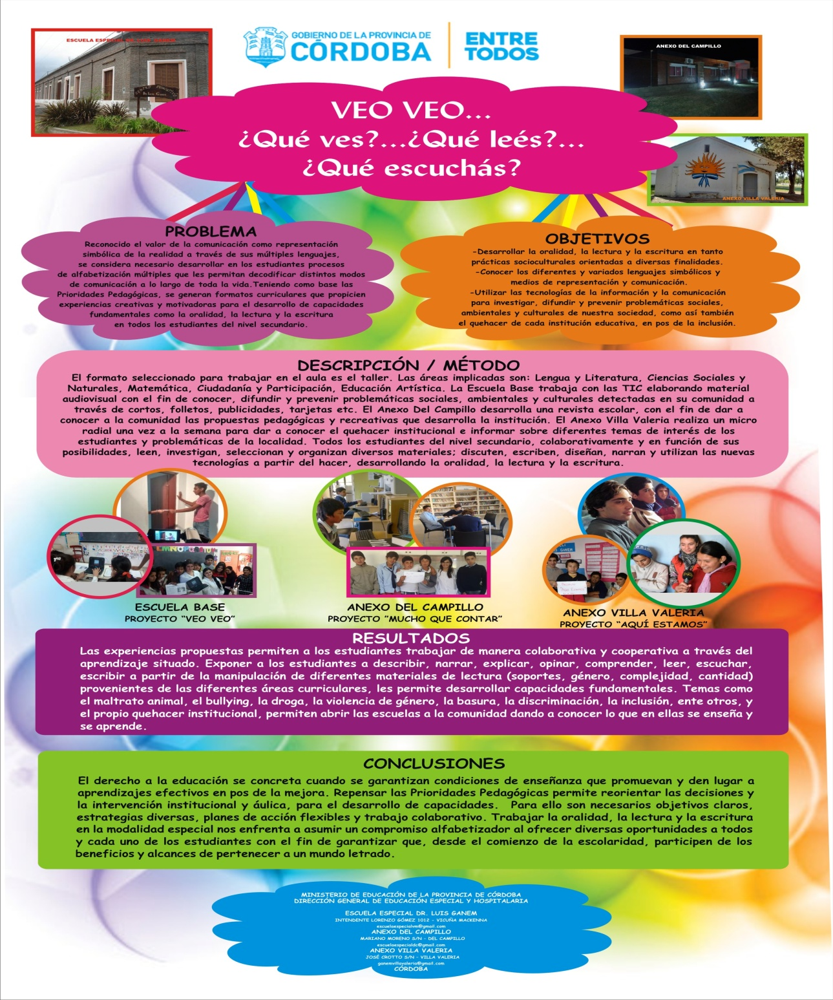 ESCUELA ESPECIAL DR. LUIS GANEM
GOBIERNO DE LA PROVINCIA DE
CÓRDOBA
ENTRE
TODOS
ANEXO DEL CAMPILLO
VEO VEO...
¿Qué ves?...¿Qué leés?...
¿Qué escuchás?
ANEXO VILLA VALERIA
PROBLEMA
Reconocido el valor de la comunicación como representación
simbólica de la realidad a través de sus múltiples lenguajes,
se considera necesario desarrollar en los estudiantes procesos
de alfabetización múltiples que les permitan decodificar distintos modos
de comunicación a lo largo de toda la vida.Teniendo como base las
Prioridades Pedagógicas, se generan formatos curriculares que propicien
experiencias creativas y motivadoras para el desarrollo de capacidades
fundamentales como la oralidad, la lectura y la escritura
en todos los estudiantes del nivel secundario.
OBJETIVOS
-Desarrollar la oralidad, la lectura y la escritura en tanto
prácticas socioculturales orientadas a diversas finalidades.
-Conocer los diferentes y variados lenguajes simbólicos y
medios de representación y comunicación.
-Utilizar las tecnologías de la información y la comunicación
para investigar, difundir y prevenir problemáticas sociales,
ambientales y culturales de nuestra sociedad, como así también
el quehacer de cada institución educativa, en pos de la inclusión.
DESCRIPCIÓN / MÉTODO
El formato seleccionado para trabajar en el aula es el taller. Las áreas implicadas son: Lengua y Literatura, Ciencias Sociales y
Naturales, Matemática, Ciudadanía y Participación, Educación Artística. La Escuela Base trabaja con las TIC elaborando material
audiovisual con el fin de conocer, difundir y prevenir problemáticas sociales, ambientales y culturales detectadas en su comunidad a
través de cortos, folletos, publicidades, tarjetas etc. El Anexo Del Campillo desarrolla una revista escolar, con el fin de dar a
conocer a la comunidad las propuestas pedagógicas y recreativas que desarrolla la institución. El Anexo Villa Valeria realiza un micro
radial una vez a la semana para dar a conocer el quehacer institucional e informar sobre diferentes temas de interés de los
estudiantes y problemáticas de la localidad. Todos los estudiantes del nivel secundario, colaborativamente y en función de sus
posibilidades, leen, investigan, seleccionan y organizan diversos materiales; discuten, escriben, diseñan, narran y utilizan las nuevas
tecnologías a partir del hacer, desarrollando la oralidad, la lectura y la escritura.
ESCUELA BASE
PROYECTO “VEO VEO”
ANEXO DEL CAMPILLO
PROYECTO “MUCHO QUE CONTAR”
ANEXO VILLA VALERIA
PROYECTO “AQUÍ ESTAMOS”
RESULTADOS
Las experiencias propuestas permiten a los estudiantes trabajar de manera colaborativa y cooperativa a través del
aprendizaje situado. Exponer a los estudiantes a describir, narrar, explicar, opinar, comprender, leer, escuchar,
escribir a partir de la manipulación de diferentes materiales de lectura (soportes, género, complejidad, cantidad)
provenientes de las diferentes áreas curriculares, les permite desarrollar capacidades fundamentales. Temas como
el maltrato animal, el bullying, la droga, la violencia de género, la basura, la discriminación, la inclusión, ente otros, y
el propio quehacer institucional, permiten abrir las escuelas a la comunidad dando a conocer lo que en ellas se enseña y
se aprende.
CONCLUSIONES
El derecho a la educación se concreta cuando se garantizan condiciones de enseñanza que promuevan y den lugar a
aprendizajes efectivos en pos de la mejora. Repensar las Prioridades Pedagógicas permite reorientar las decisiones y
la intervención institucional y áulica, para el desarrollo de capacidades. Para ello son necesarios objetivos claros,
estrategias diversas, planes de acción flexibles y trabajo colaborativo. Trabajar la oralidad, la lectura y la escritura
en la modalidad especial nos enfrenta a asumir un compromiso alfabetizador al ofrecer diversas oportunidades a todos
y cada uno de los estudiantes con el fin de garantizar que, desde el comienzo de la escolaridad, participen de los
beneficios y alcances de pertenecer a un mundo letrado.
MINISTERIO DE EDUCACIÓN DE LA PROVINCIA DE CÓRDOBA
DIRECCIÓN GENERAL DE EDUCACIÓN ESPECIAL Y HOSPITALARIA
ESCUELA ESPECIAL DR. LUIS GANEM
INTENDENTE LORENZO GÓMEZ 1012 - VICUÑA MACKENNA
escuelaespecialvm@gmail.com
ANEXO DEL CAMPILLO
MARIANO MORENO S/N - DEL CAMPILLO
escuelaespecialdc@gmail.com
ANEXO VILLA VALERIA
JOSÉ CROTTO S/N - VILLA VALERIA
ganemvillavaleria@gmail.com
CÓRDOBA